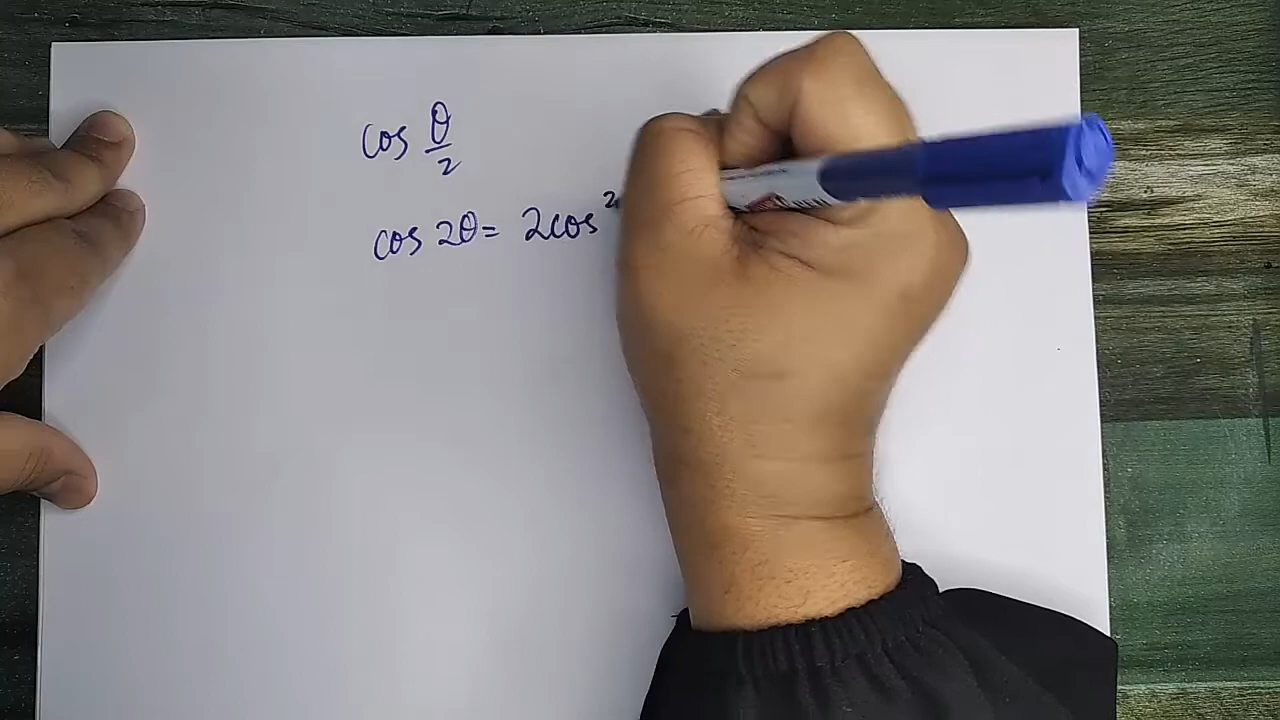 cos θ/2
cos 2θ = 2cos²